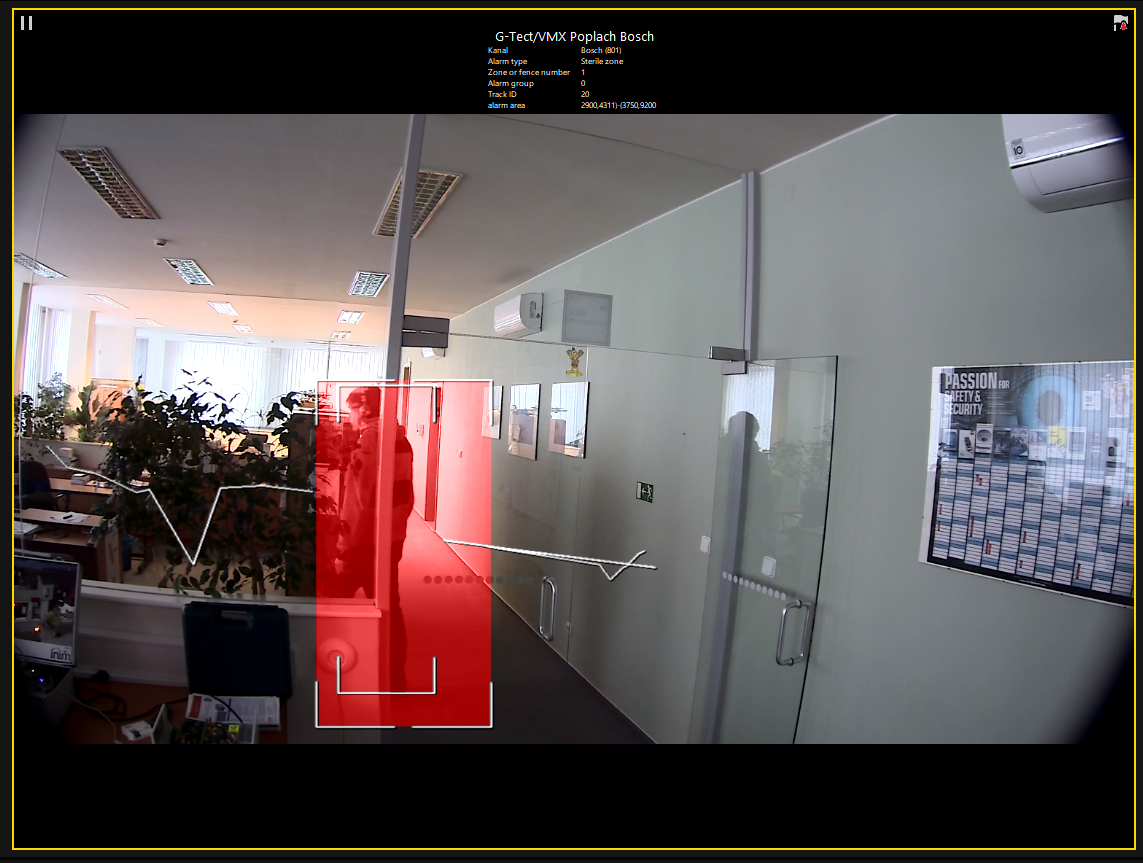 G-Tect/VMX Poplach Bosch
Kanal Bosch (801)
Alarm type Sterile zone
Zone or fence number 1
Alarm group 0
Track ID 20
alarm area 2900,4311)-(3750,9200
PASSION FOR
SAFETY &
SECURITY
inim